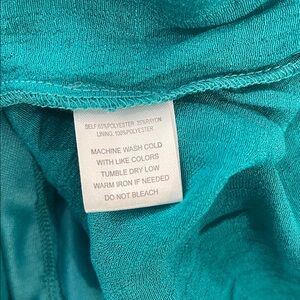 SELF:65%POLYESTER 35%RAYON
LINING: 100%POLYESTER
MACHINE WASH COLD
WITH LIKE COLORS
TUMBLE DRY LOW
WARM IRON IF NEEDED
DO NOT BLEACH